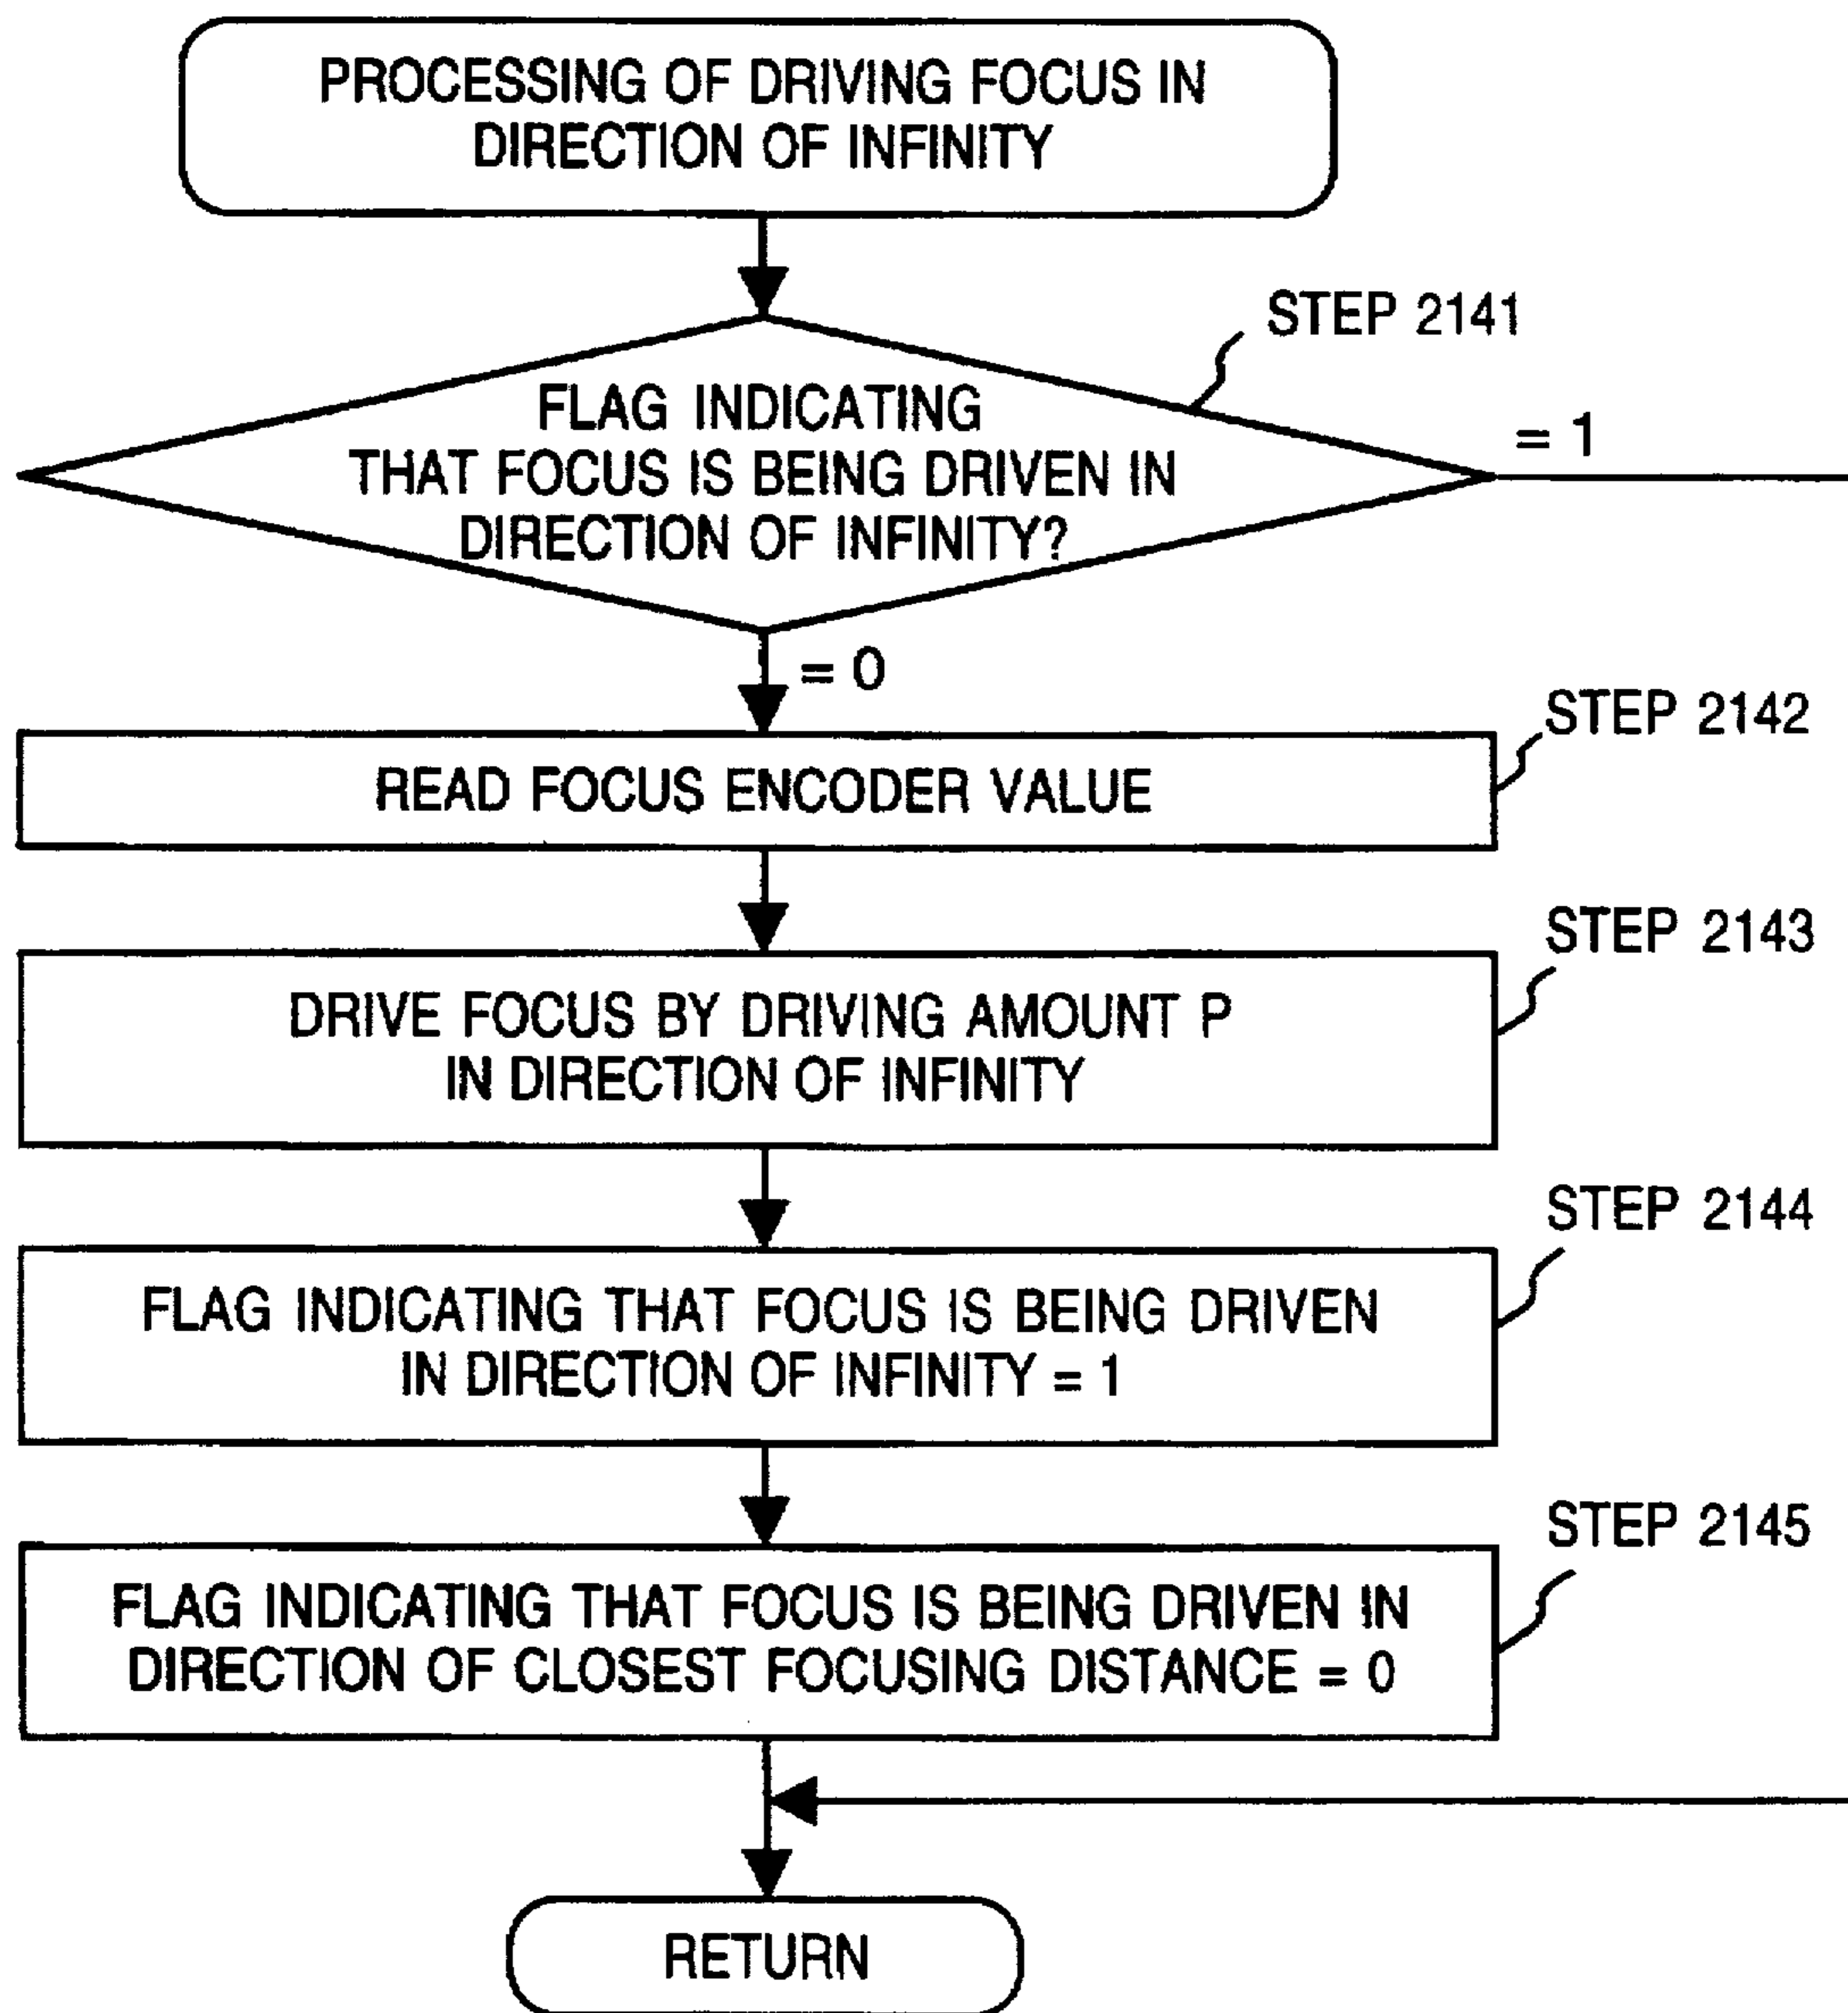 PROCESSING OF DRIVING FOCUS IN
DIRECTION OF INFINITY
STEP 2141
FLAG INDICATING
THAT FOCUS IS BEING DRIVEN IN
DIRECTION OF INFINITY?
= 1
= 0
STEP 2142
READ FOCUS ENCODER VALUE
STEP 2143
DRIVE FOCUS BY DRIVING AMOUNT P
IN DIRECTION OF INFINITY
STEP 2144
FLAG INDICATING THAT FOCUS IS BEING DRIVEN
IN DIRECTION OF INFINITY = 1
STEP 2145
FLAG INDICATING THAT FOCUS IS BEING DRIVEN IN
DIRECTION OF CLOSEST FOCUSING DISTANCE = 0
RETURN